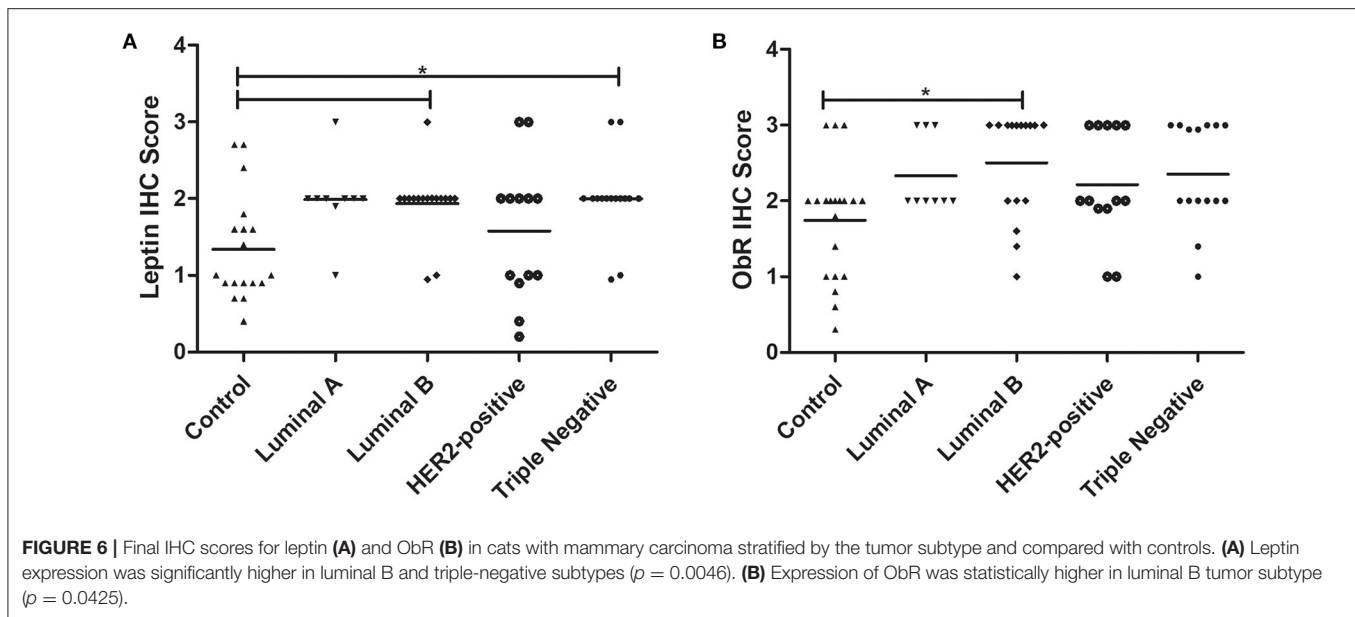 A
Leptin IHC Score
4
3
2
1
0
*
Control
Luminal A
Luminal B
HER2-positive
Triple Negative
B
ObR IHC Score
4
3
2
1
0
*
Control
Luminal A
Luminal B
HER2-positive
Triple Negative
FIGURE 6 | Final IHC scores for leptin (A) and ObR (B) in cats with mammary carcinoma stratified by the tumor subtype and compared with controls. (A) Leptin
expression was significantly higher in luminal B and triple-negative subtypes (p = 0.0046). (B) Expression of ObR was statistically higher in luminal B tumor subtype
(p = 0.0425).